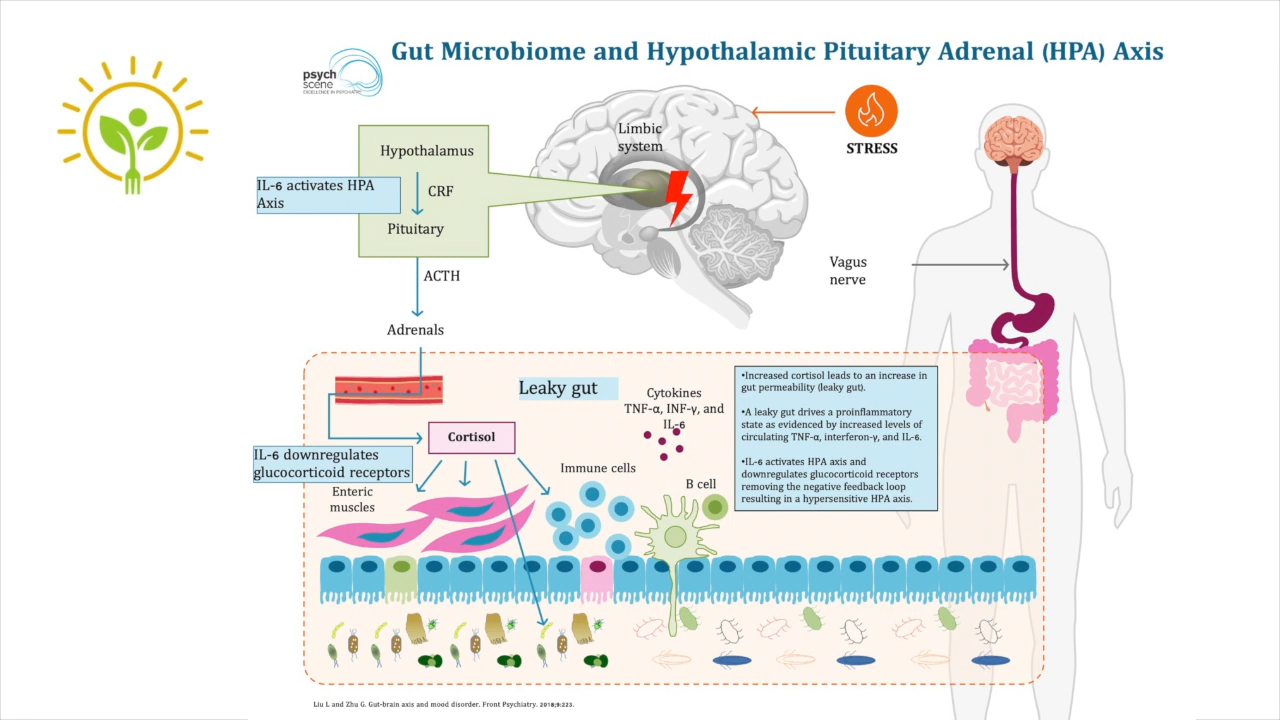 Gut Microbiome and Hypothalamic Pituitary Adrenal (HPA) Axis
psych
scene
EXCELLENCE IN PSYCHIATRY
STRESS
Limbic
system
Hypothalamus
IL-6 activates HPA
Axis
CRF
Pituitary
ACTH
Adrenals
Vagus
nerve
Leaky gut
Cytokines
TNF-α, INF-γ, and
IL-6
Cortisol
IL-6 downregulates
glucocorticoid receptors
Enteric
muscles
Immune cells
B cell
•Increased cortisol leads to an increase in
gut permeability (leaky gut).
•A leaky gut drives a proinflammatory
state as evidenced by increased levels of
circulating TNF-α, interferon-γ, and IL-6.
•IL-6 activates HPA axis and
downregulates glucocorticoid receptors
removing the negative feedback loop
resulting in a hypersensitive HPA axis.
Liu L and Zhu G. Gut-brain axis and mood disorder. Front Psychiatry. 2018;9:223.